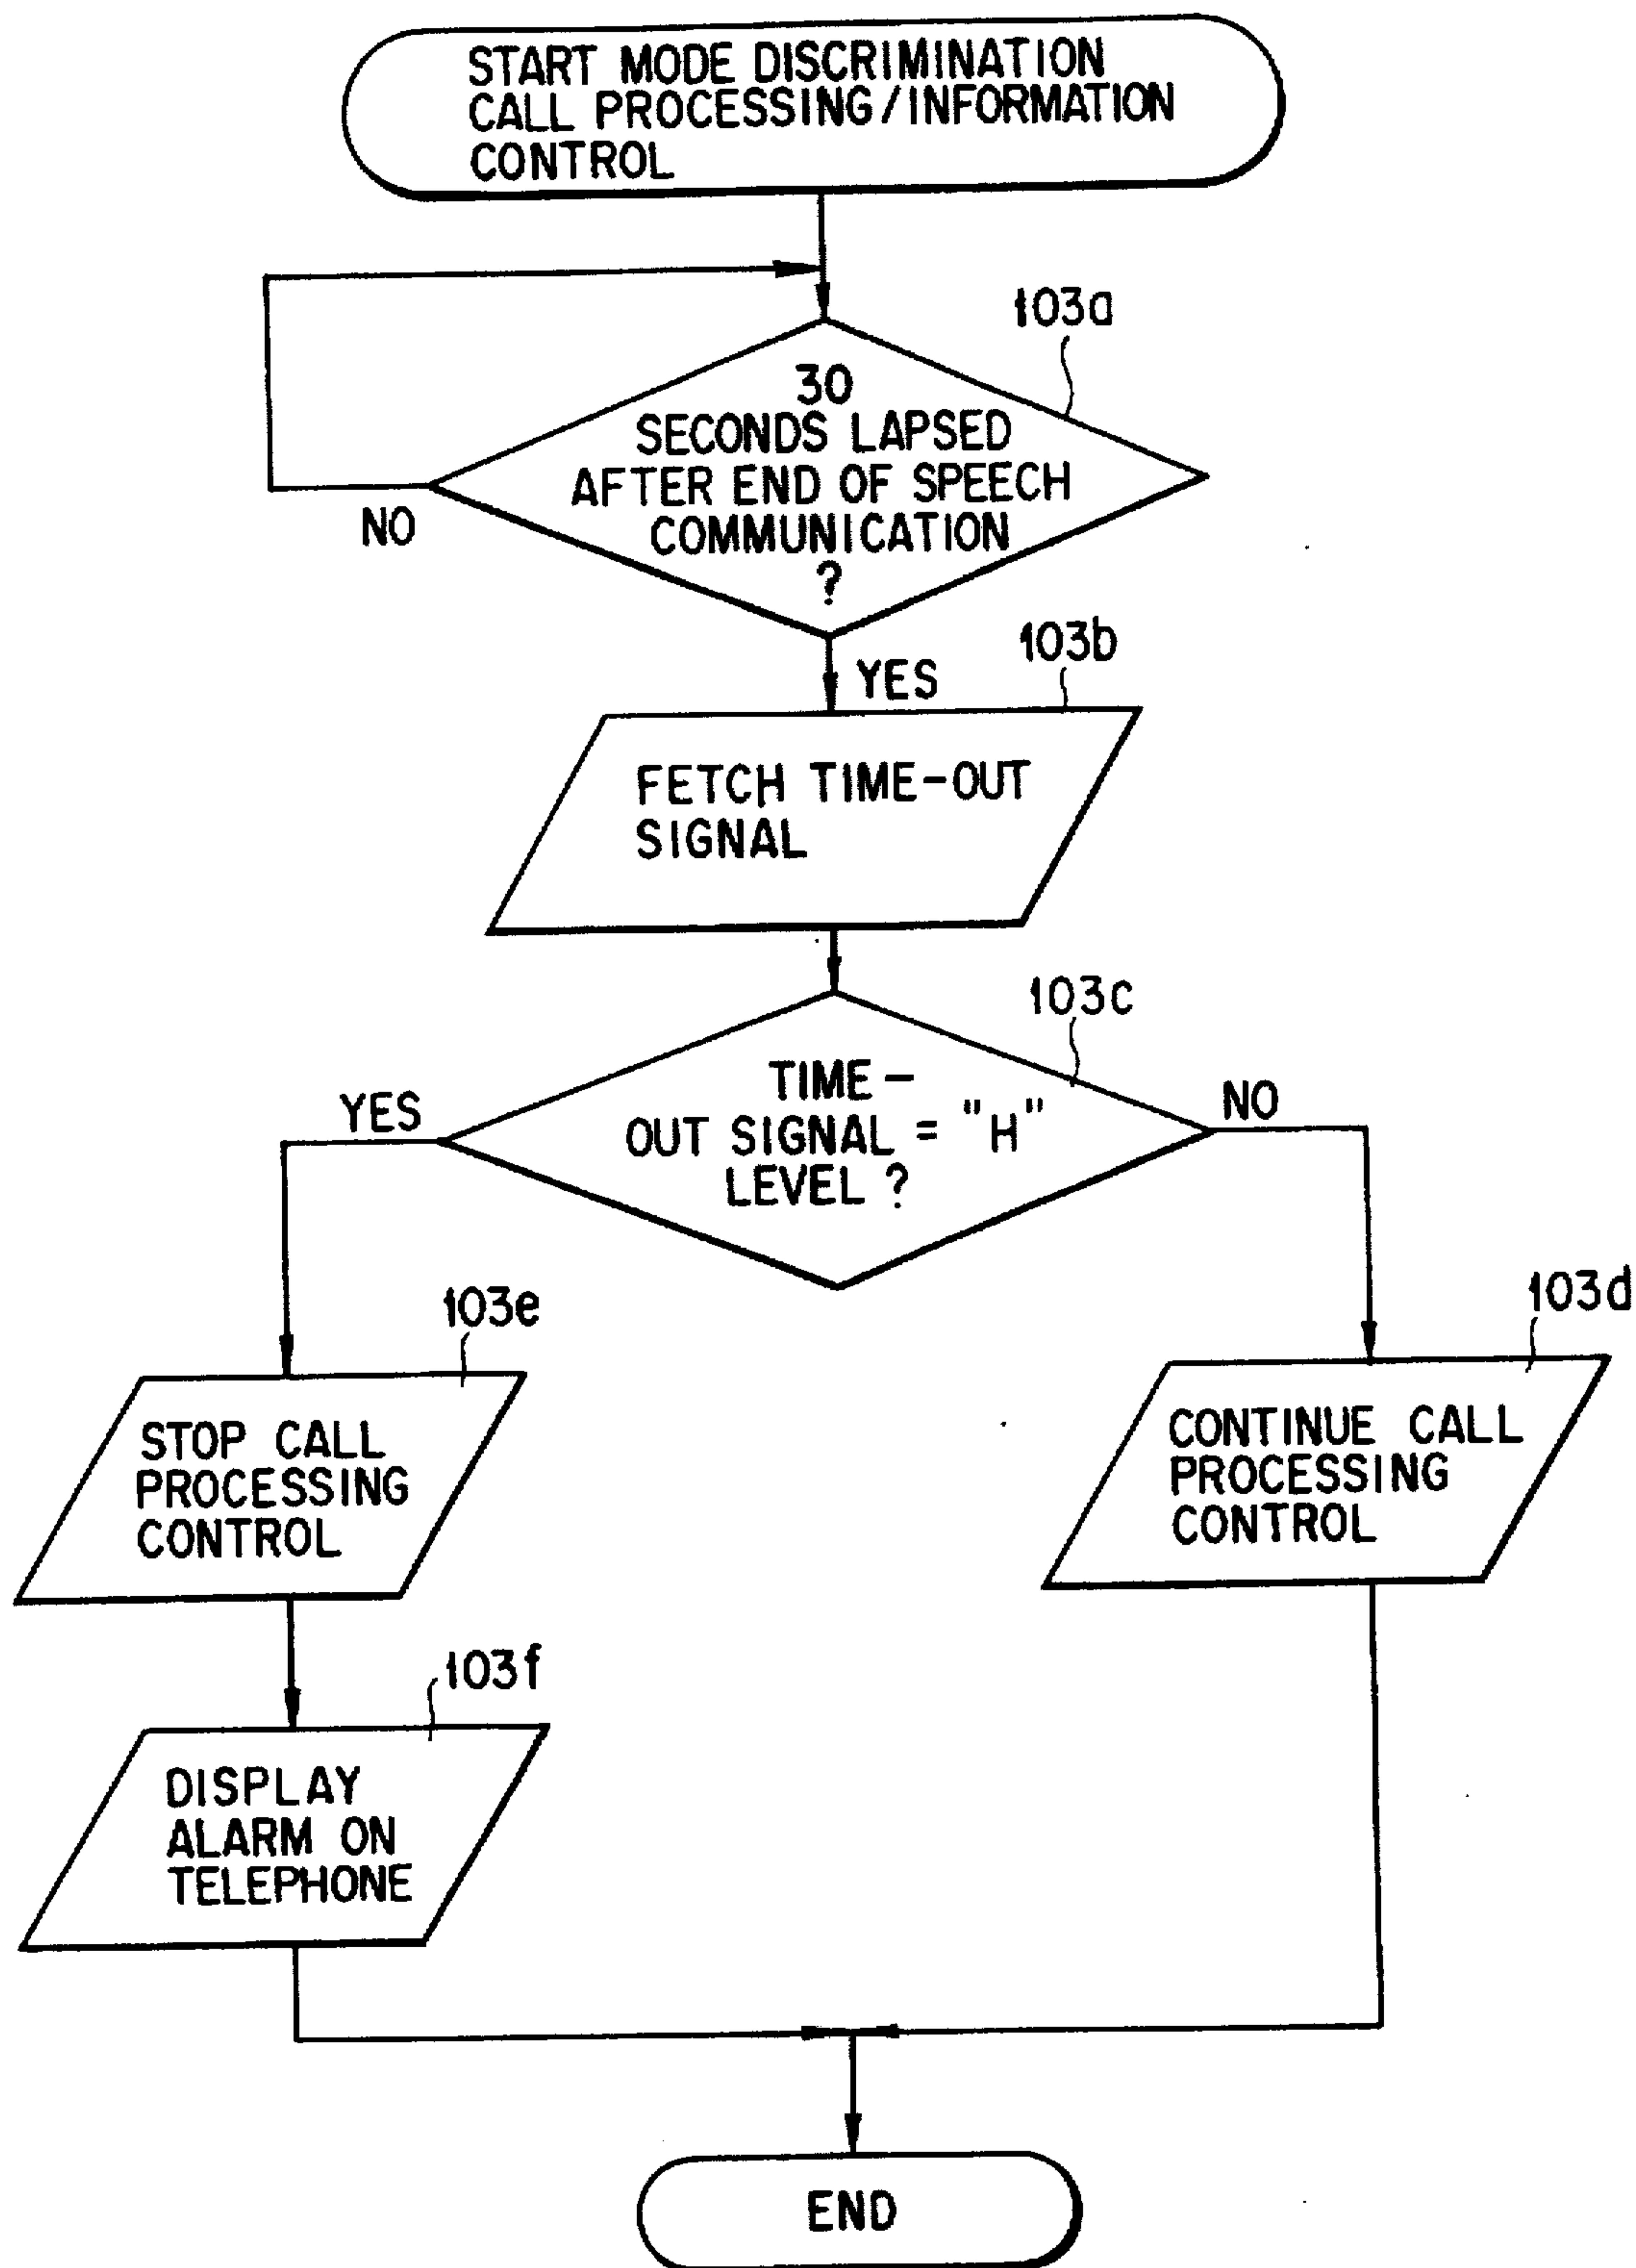 START MODE DISCRIMINATION
CALL PROCESSING/INFORMATION
CONTROL
103a
30
SECONDS LAPSED
AFTER END OF SPEECH
COMMUNICATION
?
NO
YES
103b
FETCH TIME-OUT
SIGNAL
103c
TIME-
OUT SIGNAL = "H"
LEVEL ?
YES
NO
103e
STOP CALL
PROCESSING
CONTROL
103d
CONTINUE CALL
PROCESSING
CONTROL
103f
DISPLAY
ALARM ON
TELEPHONE
END